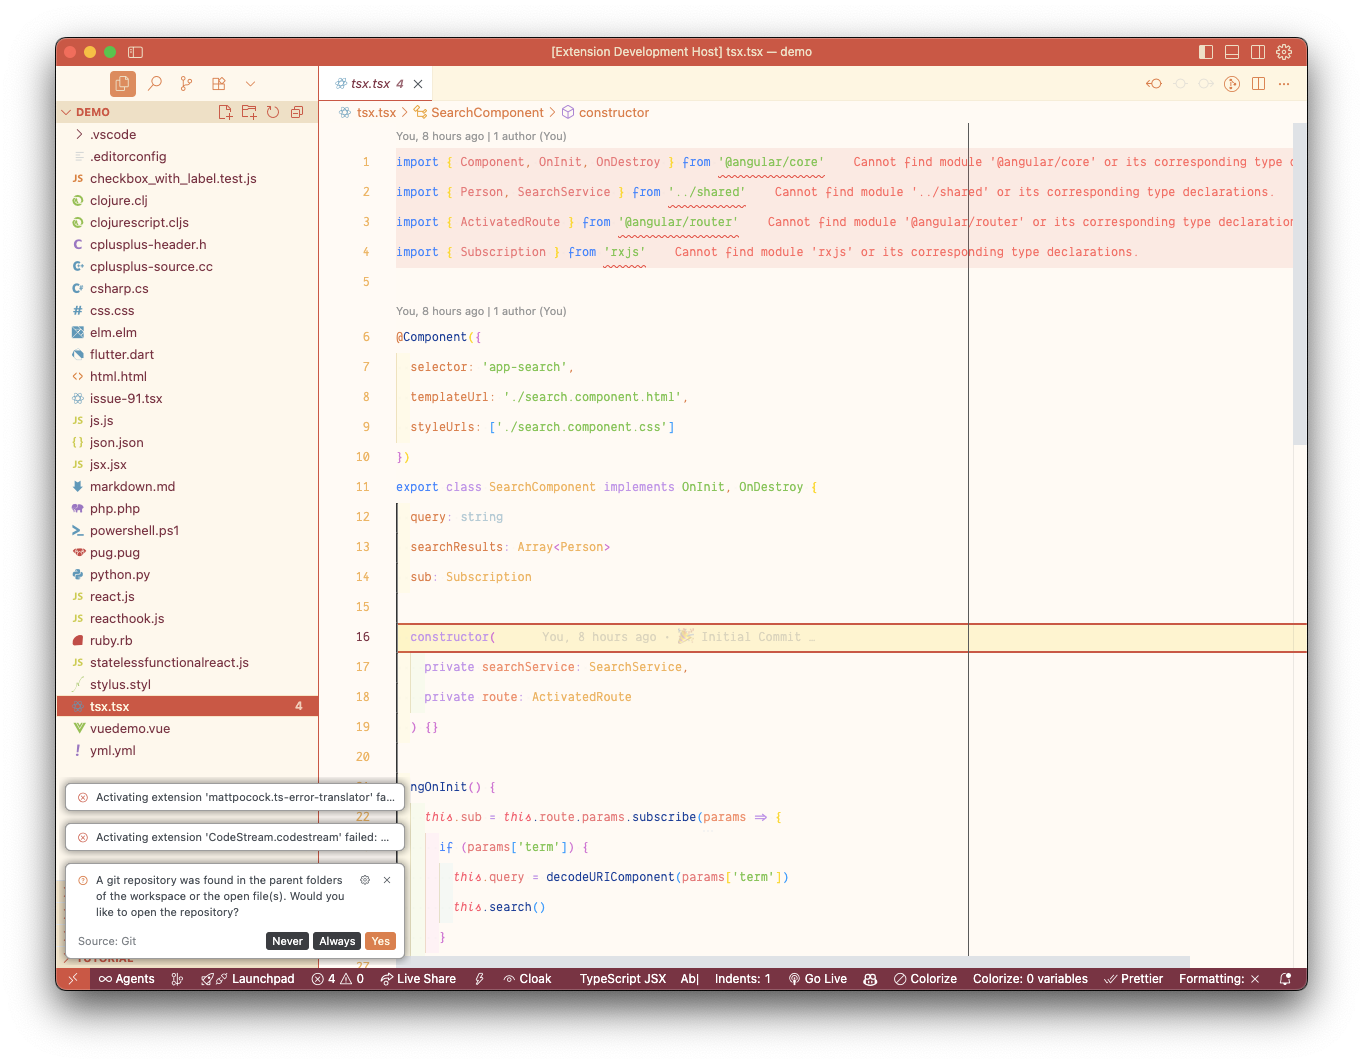 [Extension Development Host] tsx.tsx — demo
tsx.tsx 4
DEMO
tsx.tsx > SearchComponent > constructor
.vscode
.editorconfig
JS checkbox_with_label.test.js
clojure.clj
clojurescript.cljs
C cplusplus-header.h
cplusplus-source.cc
csharp.cs
# css.css
elm.elm
flutter.dart
<> html.html
issue-91.tsx
JS js.js
{} json.json
JS jsx.jsx
markdown.md
php.php
powershell.ps1
pug.pug
python.py
JS react.js
JS reacthook.js
ruby.rb
JS statelessfunctionalreact.js
stylus.styl
tsx.tsx 4
vuedemo.vue
! yml.yml
You, 8 hours ago | 1 author (You)
1 import { Component, OnInit, OnDestroy } from '@angular/core' Cannot find module '@angular/core' or its corresponding type
2 import { Person, SearchService } from '../shared' Cannot find module '../shared' or its corresponding type declarations.
3 import { ActivatedRoute } from '@angular/router' Cannot find module '@angular/router' or its corresponding type declaration
4 import { Subscription } from 'rxjs' Cannot find module 'rxjs' or its corresponding type declarations.
5
You, 8 hours ago | 1 author (You)
6 @Component({
7 selector: 'app-search',
8 templateUrl: './search.component.html',
9 styleUrls: ['./search.component.css']
10 })
11 export class SearchComponent implements OnInit, OnDestroy {
12 query: string
13 searchResults: Array<Person>
14 sub: Subscription
15
16 constructor( You, 8 hours ago · 🎉 Initial Commit …
17 private searchService: SearchService,
18 private route: ActivatedRoute
19 ) {}
20
ngOnInit() {
22 this.sub = this.route.params.subscribe(params => {
if (params['term']) {
this.query = decodeURIComponent(params['term'])
this.search()
}
27
Activating extension 'mattpocock.ts-error-translator' fa...
Activating extension 'CodeStream.codestream' failed: ...
A git repository was found in the parent folders
of the workspace or the open file(s). Would you
like to open the repository?
Source: Git
Never Always Yes
TUTORIAL
Agents Launchpad 4 0 Live Share Cloak TypeScript JSX Ab| Indents: 1 Go Live Colorize Colorize: 0 variables Prettier Formatting: ×